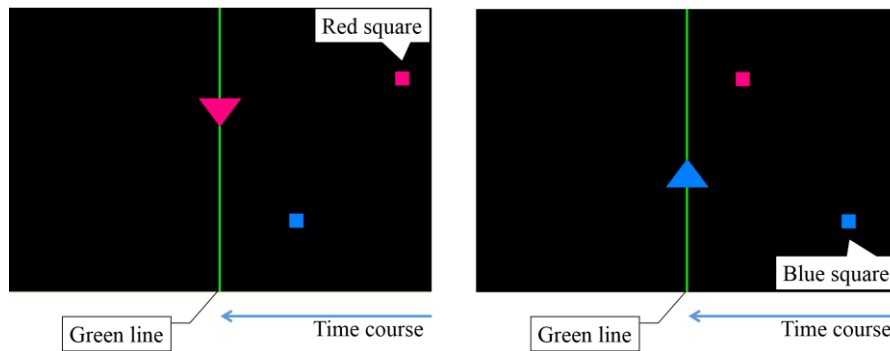 Red square
Green line
Time course
Blue square
Green line
Time course